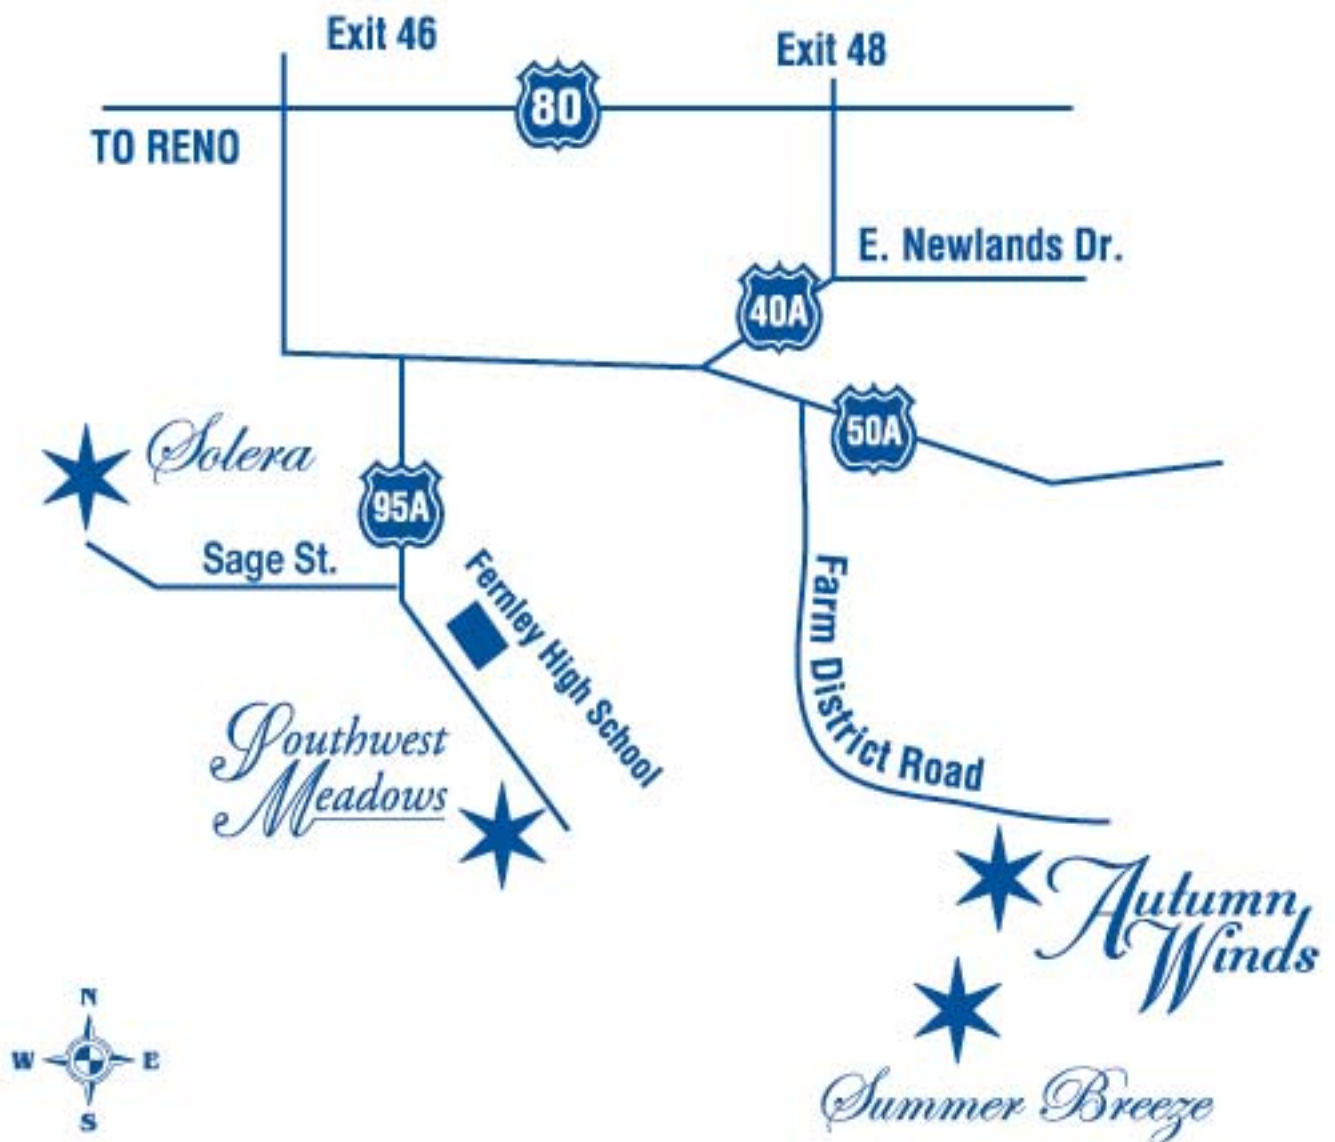 Exit 46
Exit 48
80
TO RENO
E. Newlands Dr.
40A
50A
Solera
95A
Sage St.
Fernley High School
Farm District Road
Southwest
Meadows
Autumn
Winds
N
W E
S
Summer Breeze